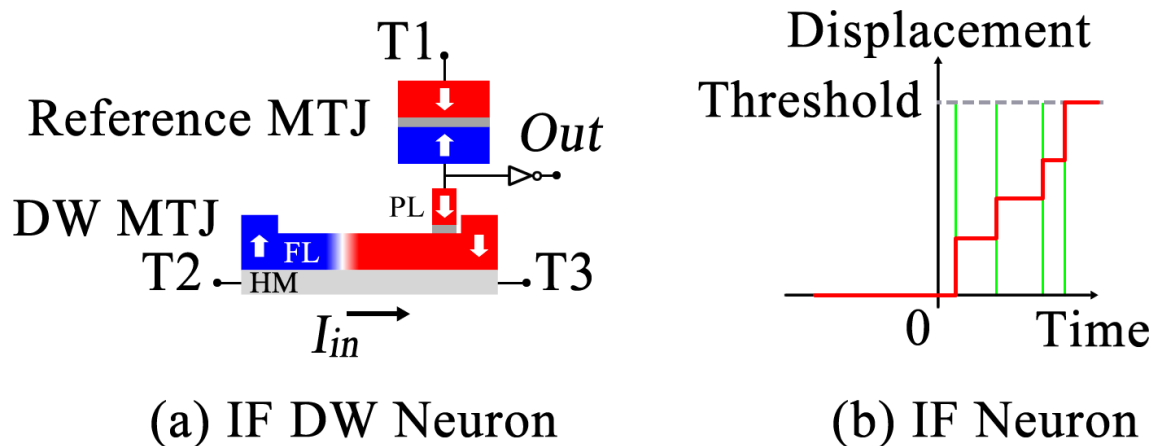 T1
Reference MTJ
Out
PL
DW MTJ
FL
T2
HM
T3
Iin
(a) IF DW Neuron
Displacement
Threshold
0
Time
(b) IF Neuron